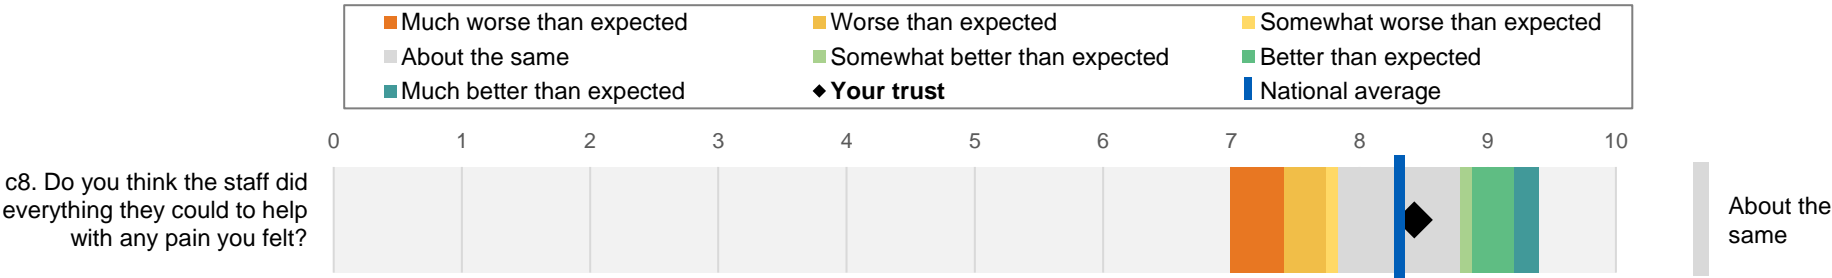 Much worse than expected
Worse than expected
Somewhat worse than expected
About the same
Somewhat better than expected
Better than expected
Much better than expected
Your trust
National average
0 1 2 3 4 5 6 7 8 9 10
c8. Do you think the staff did
everything they could to help
with any pain you felt?
About the
same